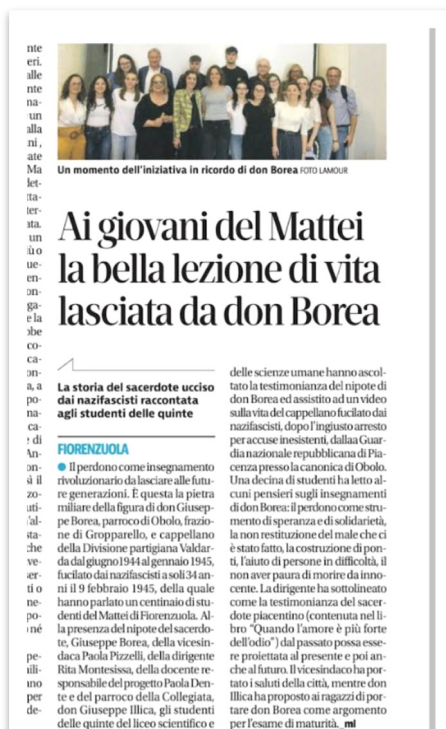 Un momento dell'iniziativa in ricordo di don Borea FOTO LAMOUR
Ai giovani del Mattei
la bella lezione di vita
lasciata da don Borea
La storia del sacerdote ucciso
dai nazifascisti raccontata
agli studenti delle quinte
FIORENZUOLA
● Il perdono come insegnamento
rivoluzionario da lasciare alle futu-
re generazioni. È questa la pietra
miliare della figura di don Giusep-
pe Borea, parroco di Obolo, frazio-
ne di Gropparello, e cappellano
della Divisione partigiana Valdar-
da dal giugno 1944 al gennaio 1945,
fucilato dai nazifascisti a soli 34 an-
ni il 9 febbraio 1945, della quale
hanno parlato un centinaio di stu-
denti del Mattei di Fiorenzuola. Al-
la presenza del nipote del sacerdo-
te, Giuseppe Borea, della vicesin-
daca Paola Pizzelli, della dirigente
Rita Montesissa, della docente re-
sponsabile del progetto Paola Den-
te e del parroco della Collegiata,
don Giuseppe Illica, gli studenti
delle quinte del liceo scientifico e
delle scienze umane hanno ascol-
tato la testimonianza del nipote di
don Borea ed assistito ad un video
sulla vita del cappellano fucilato dai
nazifascisti, dopo l'ingiusto arresto
per accuse inesistenti, dallaa Guar-
dia nazionale repubblicana di Pia-
cenza presso la canonica di Obolo.
Una decina di studenti ha letto al-
cuni pensieri sugli insegnamenti
di don Borea: il perdono come stru-
mento di speranza e di solidarietà,
la non restituzione del male che ci
è stato fatto, la costruzione di pon-
ti, l'aiuto di persone in difficoltà, il
non aver paura di morire da inno-
cente. La dirigente ha sottolineato
come la testimonianza del sacer-
dote piacentino (contenuta nel li-
bro "Quando l'amore è più forte
dell'odio") dal passato possa esse-
re proiettata al presente e poi an-
che al futuro. Il vicesindaco ha por-
tato i saluti della città, mentre don
Illica ha proposto ai ragazzi di por-
tare don Borea come argomento
per l'esame di maturità._ml